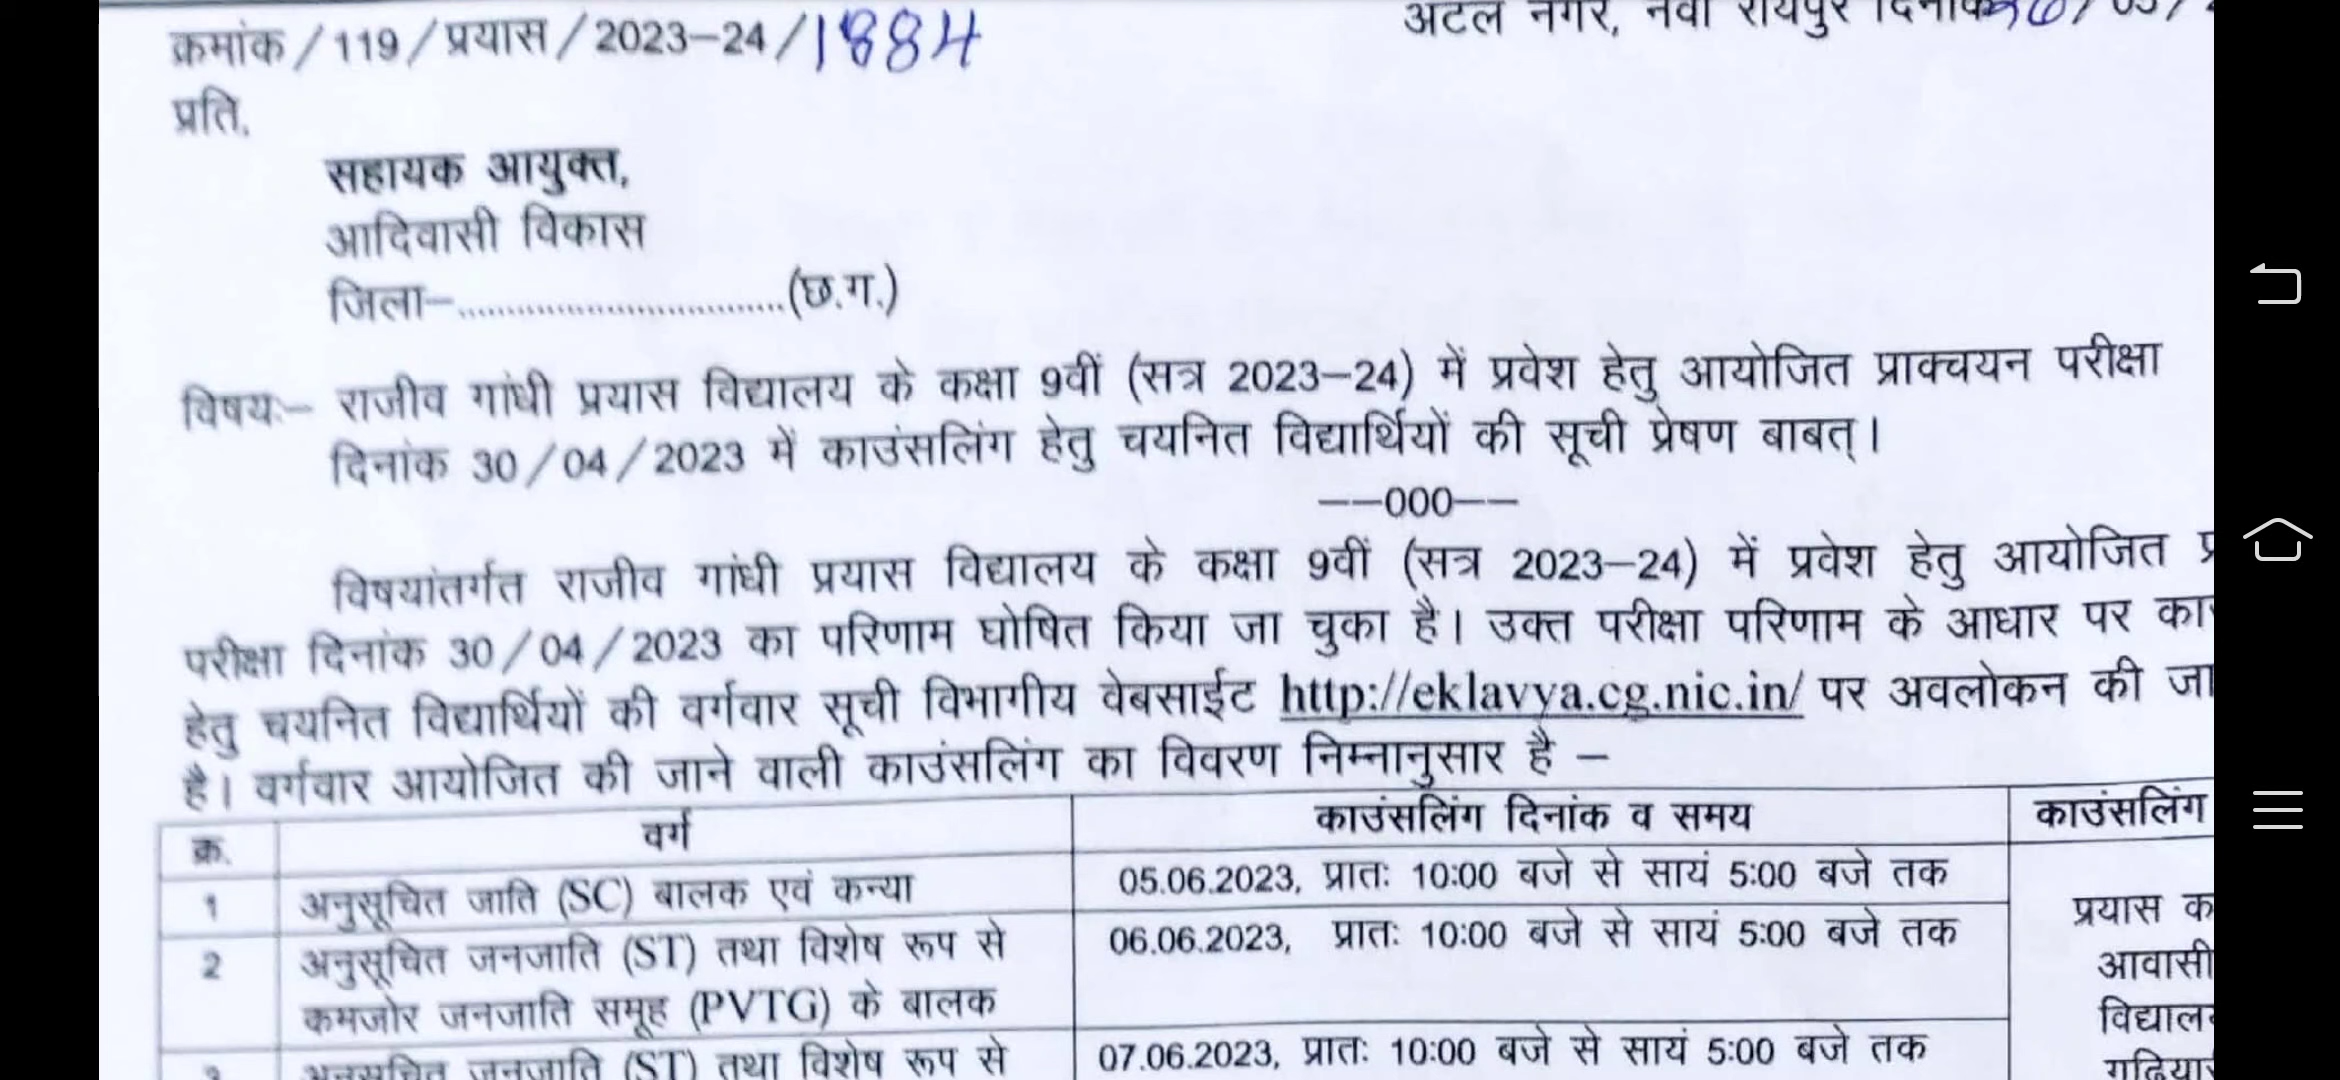 क्रमांक/119/प्रयास/2023-24/1884
अटल नगर, नवा रायपुर दिनांक
प्रति,
सहायक आयुक्त,
आदिवासी विकास
जिला-.................................(छ.ग.)
विषयः- राजीव गांधी प्रयास विद्यालय के कक्षा 9वीं (सत्र 2023-24) में प्रवेश हेतु आयोजित प्राक्चयन परीक्षा
दिनांक 30/04/2023 में काउंसलिंग हेतु चयनित विद्यार्थियों की सूची प्रेषण बाबत्।
--000--
विषयांतर्गत राजीव गांधी प्रयास विद्यालय के कक्षा 9वीं (सत्र 2023-24) में प्रवेश हेतु आयोजित
परीक्षा दिनांक 30/04/2023 का परिणाम घोषित किया जा चुका है। उक्त परीक्षा परिणाम के आधार पर
हेतु चयनित विद्यार्थियों की वर्गवार सूची विभागीय वेबसाईट http://eklavya.cg.nic.in/ पर अवलोकन की जा
है। वर्गवार आयोजित की जाने वाली काउंसलिंग का विवरण निम्नानुसार है -
क्र. वर्ग काउंसलिंग दिनांक व समय काउंसलिंग
1 अनुसूचित जाति (SC) बालक एवं कन्या 05.06.2023, प्रातः 10:00 बजे से सायं 5:00 बजे तक
प्रयास
2 अनुसूचित जनजाति (ST) तथा विशेष रूप से 06.06.2023, प्रातः 10:00 बजे से सायं 5:00 बजे तक
आवासी
कमजोर जनजाति समूह (PVTG) के बालक
अनुसूचित जनजाति (ST) तथा विशेष रूप से 07.06.2023, प्रातः 10:00 बजे से सायं 5:00 बजे तक